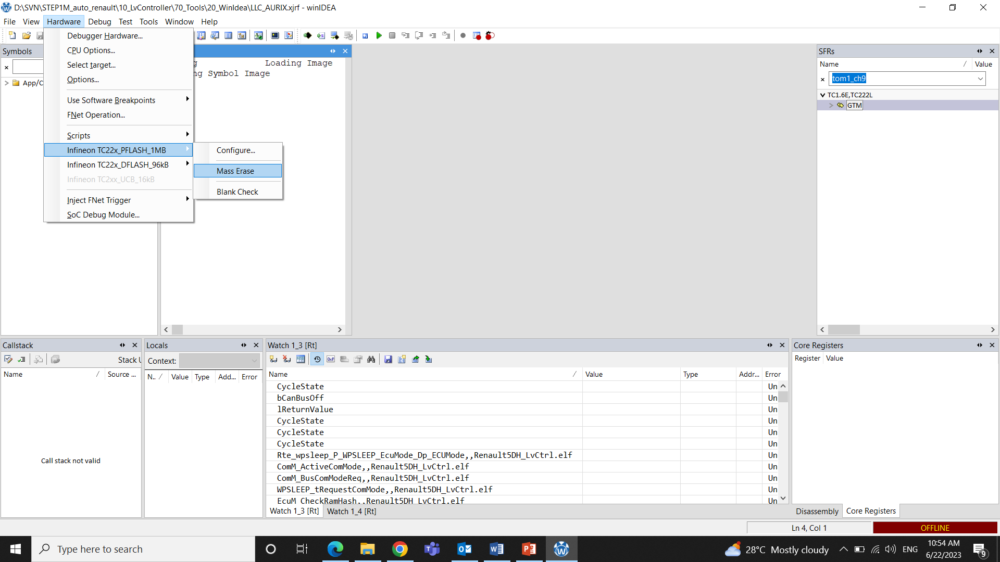 D:\SVN\STEP1M_auto_renault\10_LvController\70_Tools\20_WinIdea\LLC_AURIX.xjrf - winIDEA
File View Hardware Debug Test Tools Window Help
Debugger Hardware...
CPU Options...
Select target...
Options...
Use Software Breakpoints
FNet Operation...
Scripts
Infineon TC22x_PFLASH_1MB
Infineon TC22x_DFLASH_96kB
Infineon TC2xx_UCB_16kB
Inject FNet Trigger
SoC Debug Module...
Configure...
Mass Erase
Blank Check
Symbols
App/C
g Loading Image
ng Symbol Image
SFRs
Name Value
tom1_ch9
TC1.6E,TC222L
GTM
Callstack
Stack U
Name Source ...
Call stack not valid
Locals
Context:
N.. Value Type Add... Error
Watch 1_3 [Rt]
Name Value Type Addr... Error
CycleState Un
bCanBusOff Un
lReturnValue Un
CycleState Un
CycleState Un
CycleState Un
Rte_wpsleep_P_WPSLEEP_EcuMode_Dp_ECUMode,,Renault5DH_LvCtrl.elf Un
ComM_ActiveComMode,,Renault5DH_LvCtrl.elf Un
ComM_BusComModeReq,,Renault5DH_LvCtrl.elf Un
WPSLEEP_tRequestComMode,,Renault5DH_LvCtrl.elf Un
EcuM_CheckRamHash,,Renault5DH_LvCtrl.elf Un
Watch 1_3 [Rt] Watch 1_4 [Rt]
Core Registers
Register Value
Disassembly Core Registers
Ln 4, Col 1 OFFLINE
Type here to search
28°C Mostly cloudy
ENG
10:54 AM
6/22/2023
9